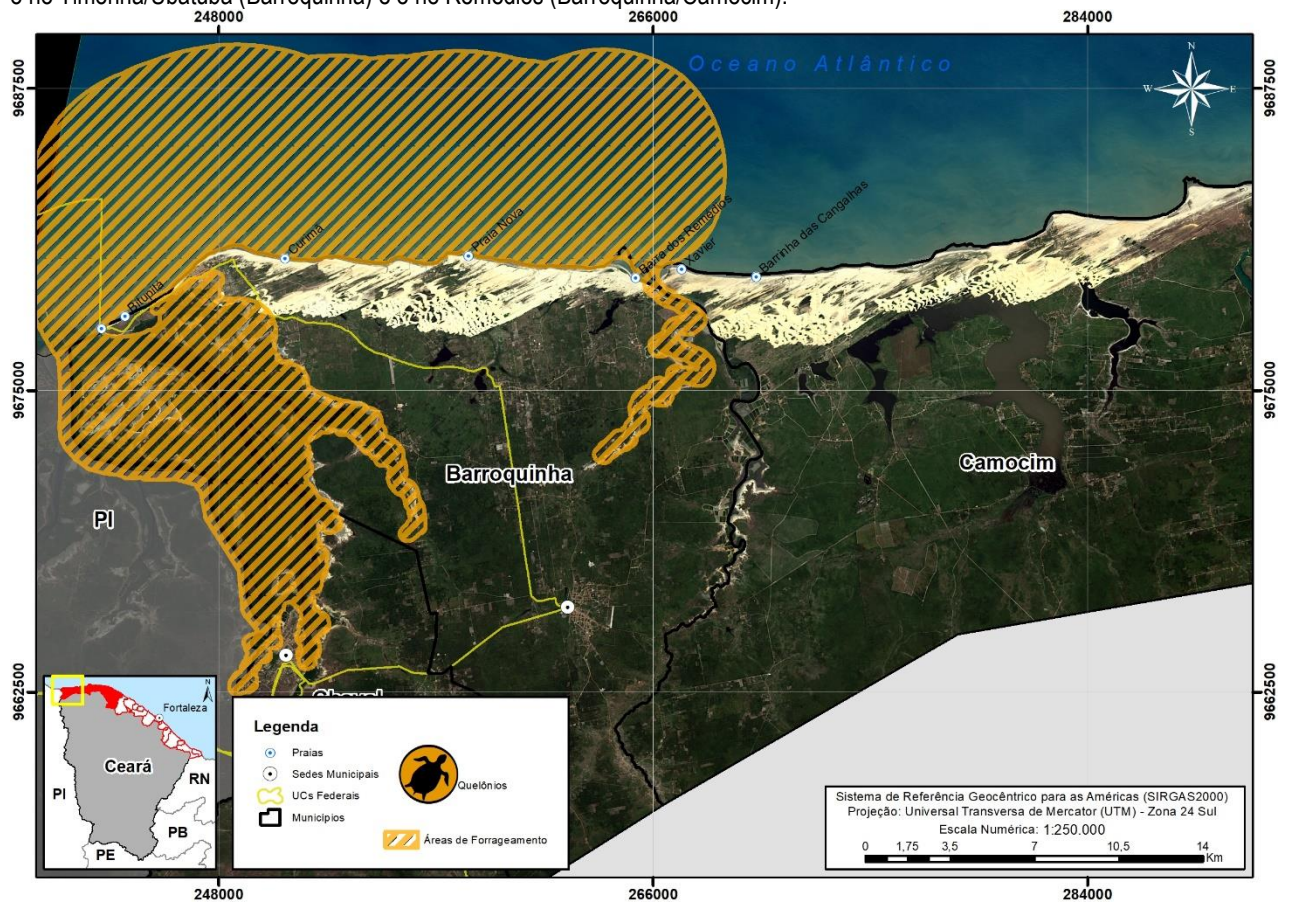 e no Timonha/Ubatuba (Barroquinha) e o rio Remédios (Barroquinha/Camocim).
248000
266000
284000
Oceano Atlântico
N
W
E
S
9687500
9687500
Curimã
Praia Nova
Barra dos Remédios
Xavier
Barrinha das Cangalhas
Bitupitá
9675000
9675000
Barroquinha
Camocim
PI
9662500
9662500
Chaval
N
Fortaleza
Ceará
RN
PI
PB
PE
Legenda
Praias
Sedes Municipais
UCs Federais
Municípios
Quelônios
Áreas de Forrageamento
Sistema de Referência Geocêntrico para as Américas (SIRGAS2000)
Projeção: Universal Transversa de Mercator (UTM) - Zona 24 Sul
Escala Numérica: 1:250.000
0 1,75 3,5 7 10,5 14
Km
248000
266000
284000